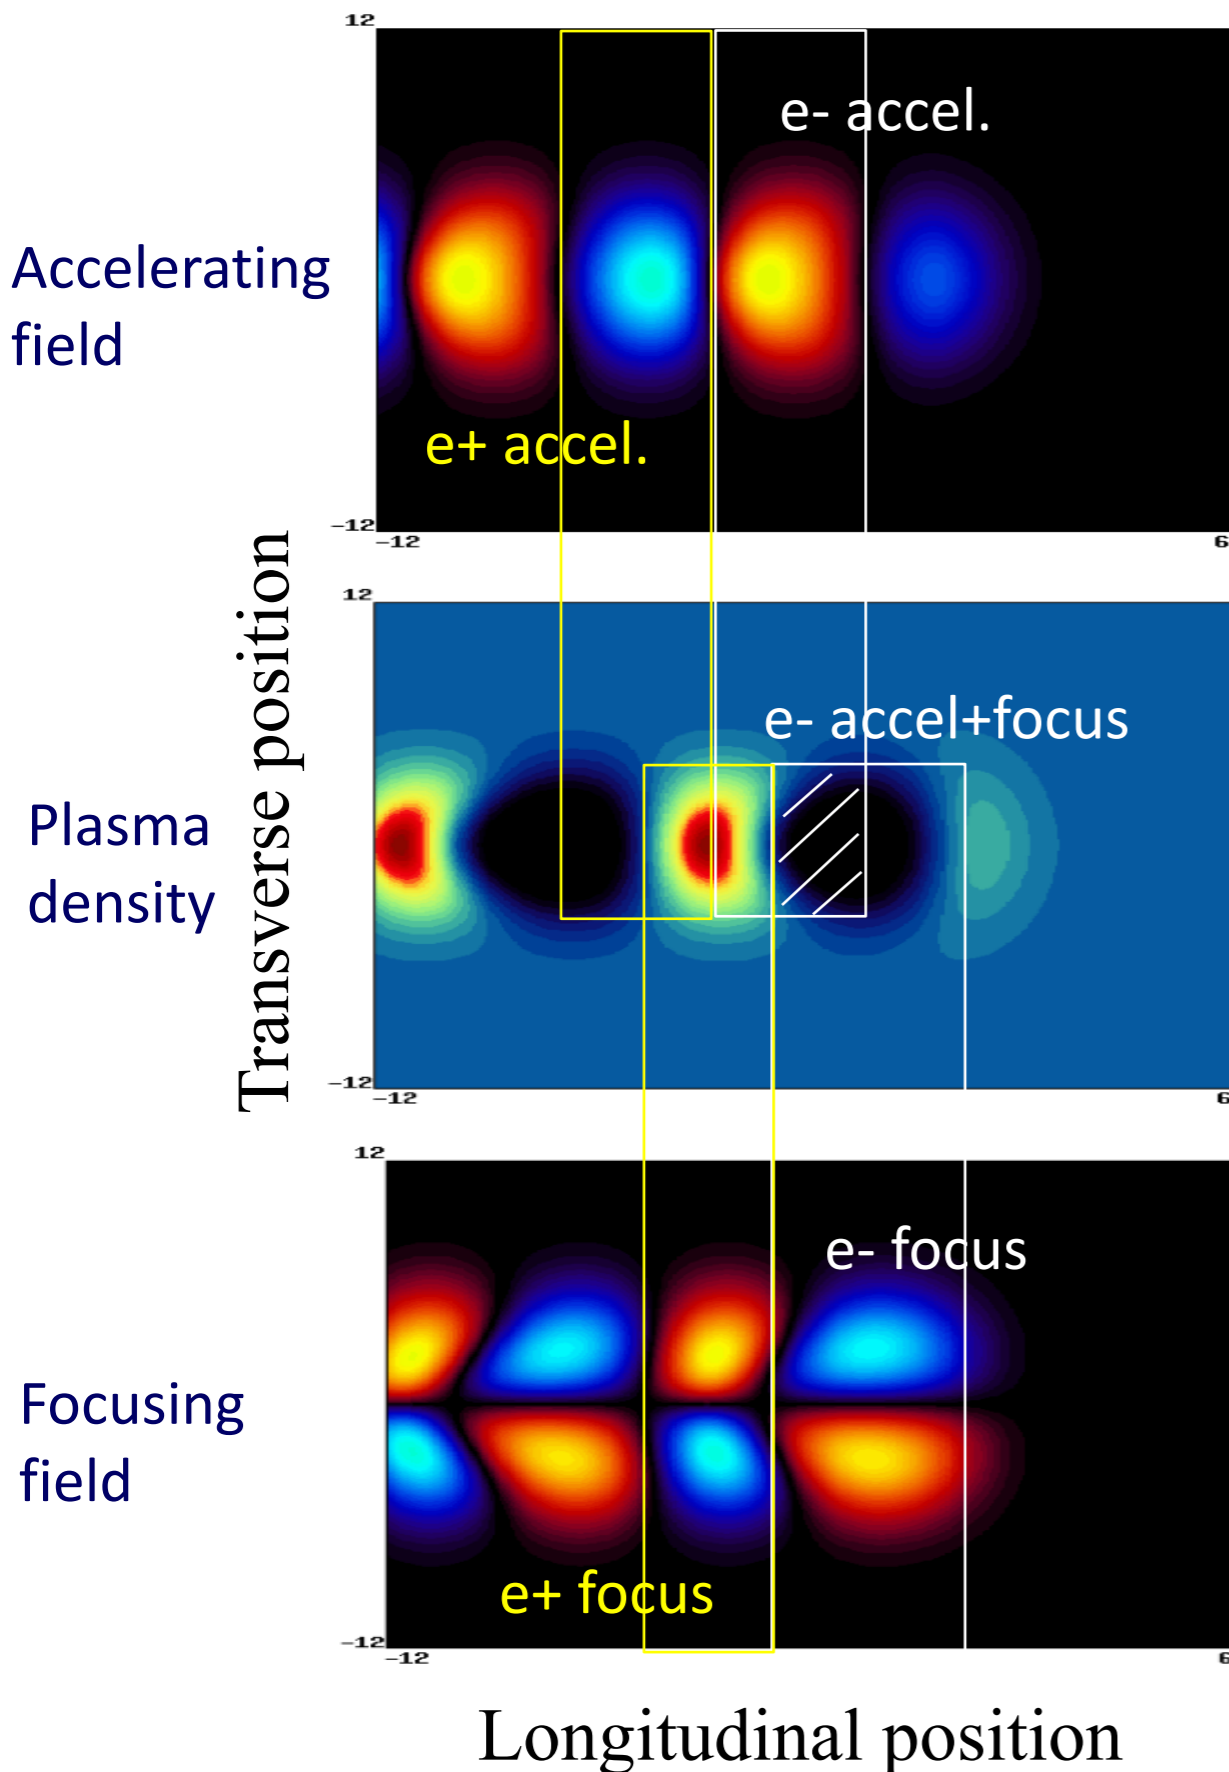 12
e- accel.
Accelerating
field
e+ accel.
-12
-12
6
Transverse position
12
e- accel+focus
Plasma
density
-12
-12
6
12
e- focus
Focusing
field
e+ focus
-12
-12
6
Longitudinal position